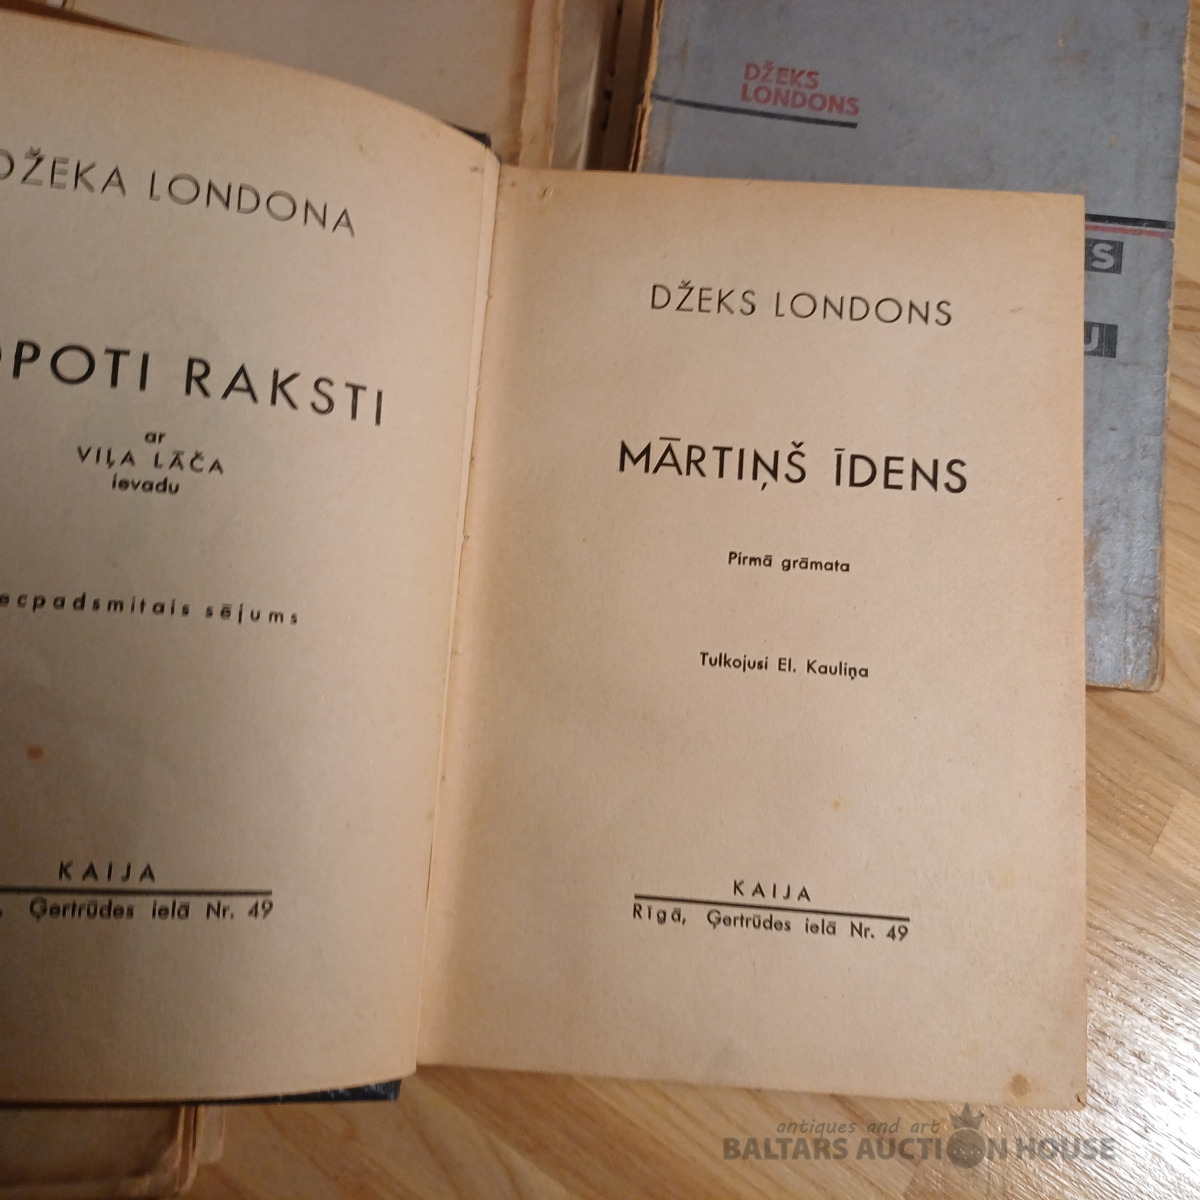 DŽEKA LONDONA
OPOTI RAKSTI
ar
VIĻA LĀČA
ievadu
ecpadsmitais sējums
KAIJA
, Ģertrūdes ielā Nr. 49
DŽEKS LONDONS
MĀRTIŅŠ ĪDENS
Pirmā grāmata
Tulkojusi El. Kauliņa
KAIJA
Rīgā, Ģertrūdes ielā Nr. 49
DŽEKS
LONDONS
S
U
antiques and art
BALTARS AUCTION HOUSE